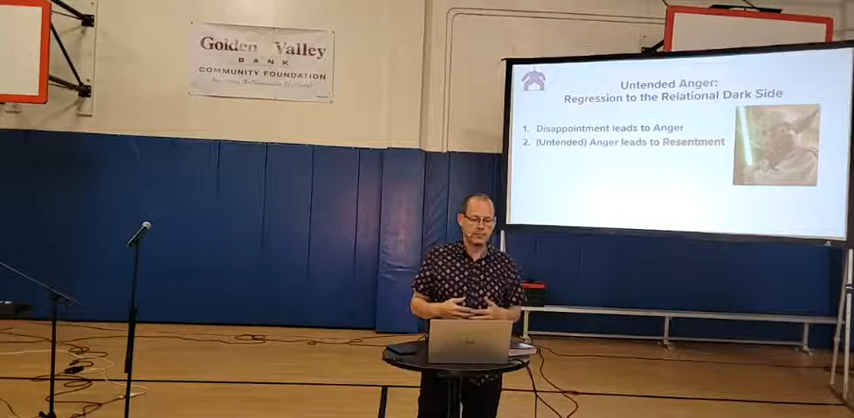 Golden Valley
BANK
COMMUNITY FOUNDATION
Untended Anger:
Regression to the Relational Dark Side
1. Disappointment leads to Anger
2. (Untended) Anger leads to Resentment